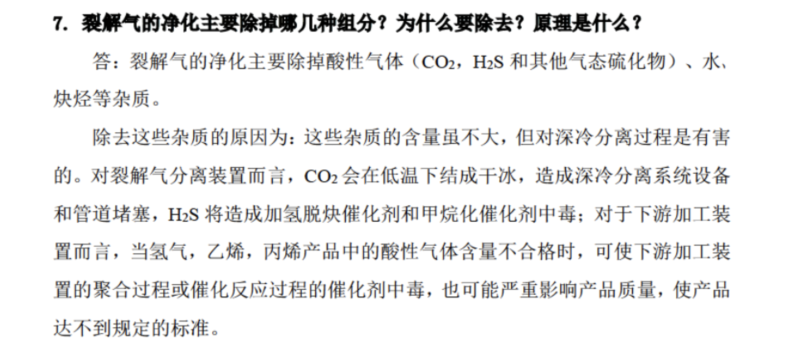 7. 裂解气的净化主要除掉哪几种组分？为什么要除去？原理是什么？
答：裂解气的净化主要除掉酸性气体（CO₂，H₂S 和其他气态硫化物）、水、
炔烃等杂质。
除去这些杂质的原因为：这些杂质的含量虽不大，但对深冷分离过程是有害
的。对裂解气分离装置而言，CO₂ 会在低温下结成干冰，造成深冷分离系统设备
和管道堵塞，H₂S 将造成加氢脱炔催化剂和甲烷化催化剂中毒；对于下游加工装
置而言，当氢气，乙烯，丙烯产品中的酸性气体含量不合格时，可使下游加工装
置的聚合过程或催化反应过程的催化剂中毒，也可能严重影响产品质量，使产品
达不到规定的标准。